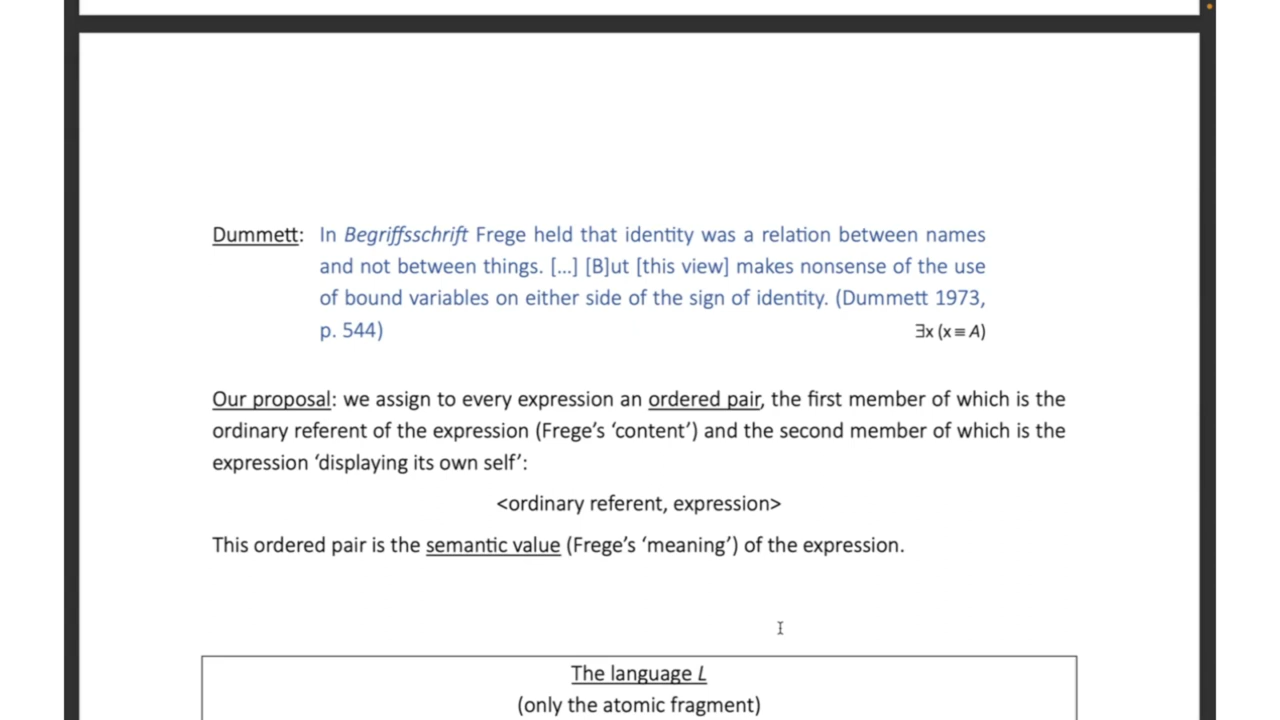 Dummett: In Begriffsschrift Frege held that identity was a relation between names
and not between things. [...] [B]ut [this view] makes nonsense of the use
of bound variables on either side of the sign of identity. (Dummett 1973,
p. 544) ∃x (x ≡ A)
Our proposal: we assign to every expression an ordered pair, the first member of which is the
ordinary referent of the expression (Frege’s ‘content’) and the second member of which is the
expression ‘displaying its own self’:
<ordinary referent, expression>
This ordered pair is the semantic value (Frege’s ‘meaning’) of the expression.
The language L
(only the atomic fragment)